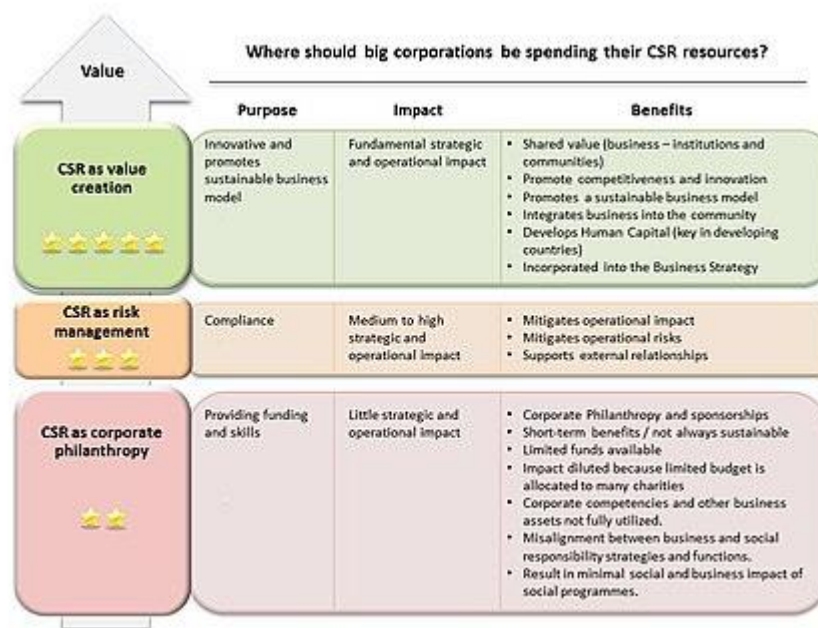 Where should big corporations be spending their CSR resources?
Value
Purpose
Impact
Benefits
CSR as value
creation
Innovative and
promotes
sustainable business
model
Fundamental strategic
and operational impact
• Shared value (business – institutions and
communities)
• Promote competitiveness and innovation
• Promotes a sustainable business model
• Integrates business into the community
• Develops Human Capital (key in developing
countries)
• Incorporated into the Business Strategy
CSR as risk
management
Compliance
Medium to high
strategic and
operational impact
• Mitigates operational impact
• Mitigates operational risks
• Supports external relationships
CSR as corporate
philanthropy
Providing funding
and skills
Little strategic and
operational impact
• Corporate Philanthropy and sponsorships
• Short-term benefits / not always sustainable
• Limited funds available
• Impact diluted because limited budget is
allocated to many charities
• Corporate competencies and other business
assets not fully utilized.
• Misalignment between business and social
responsibility strategies and functions.
• Result in minimal social and business impact of
social programmes.